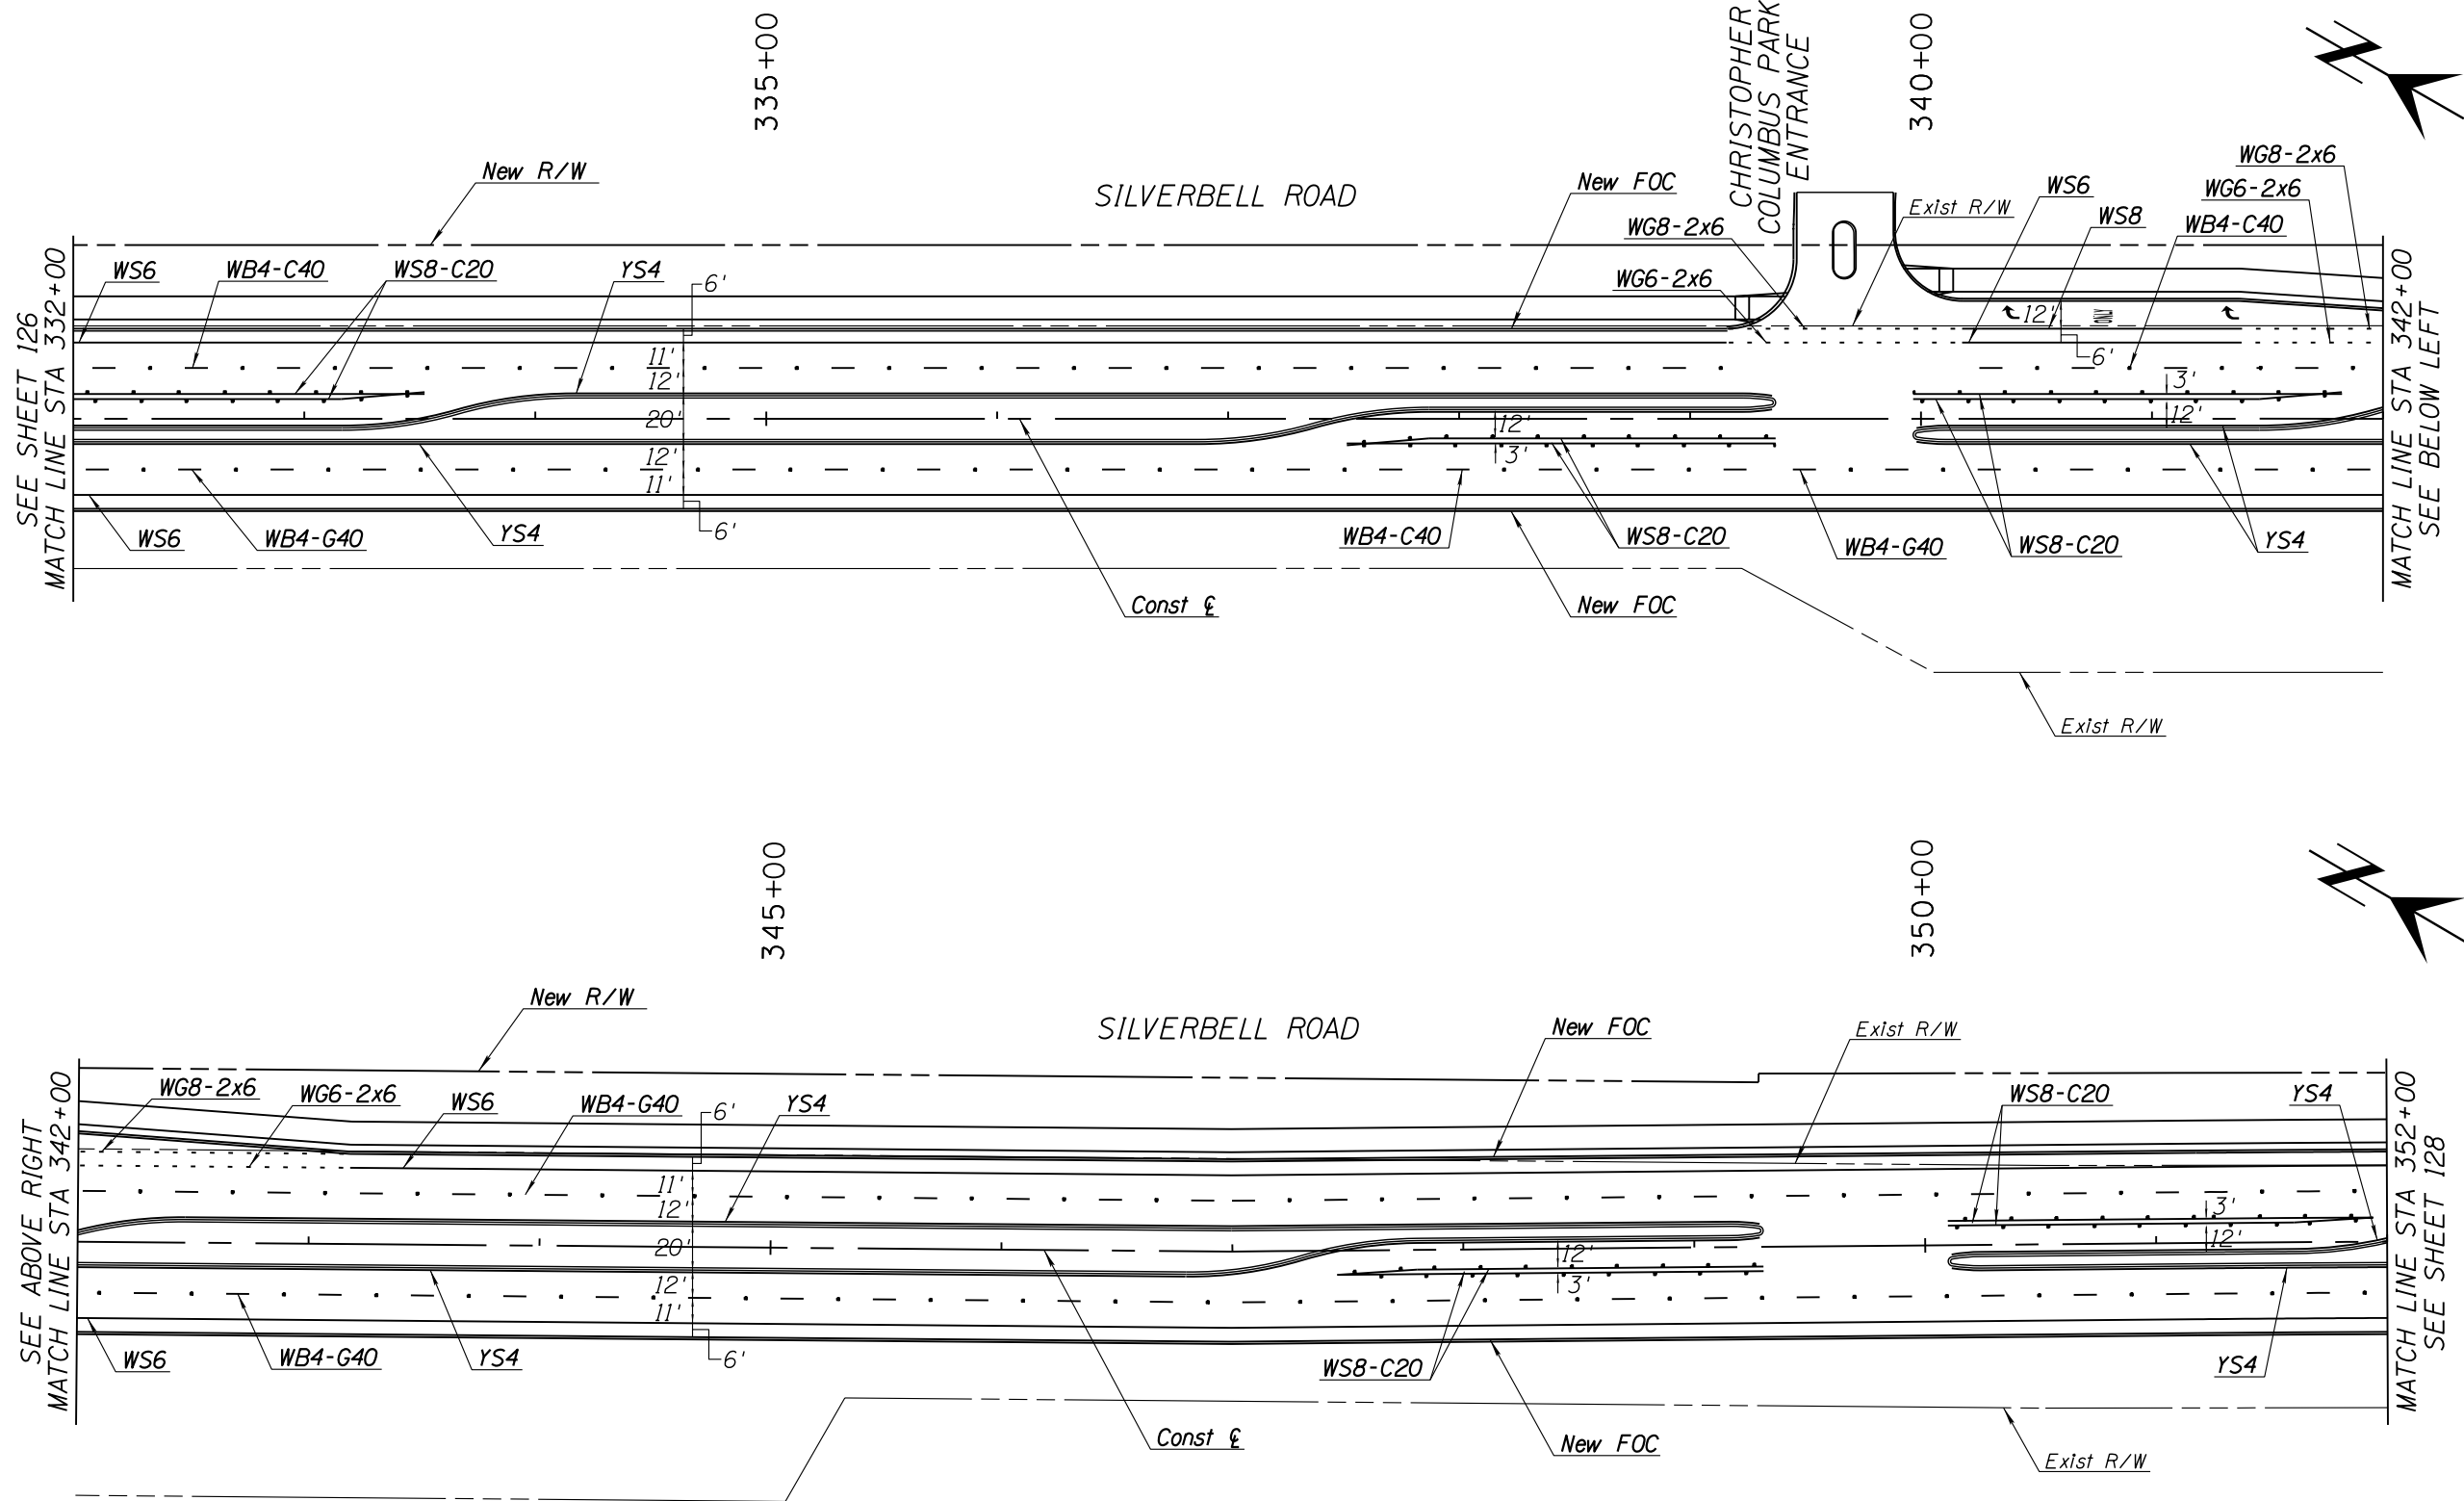 335+00
CHRISTOPHER
COLUMBUS PARK
ENTRANCE
340+00
New R/W
SILVERBELL ROAD
New FOC
Exist R/W
WS6
WG8-2x6
WG6-2x6
WS8
WB4-C40
WG8-2x6
WG6-2x6
WS6
WB4-C40
WS8-C20
YS4
6'
12'
6'
11'
12'
20'
12'
11'
6'
12'
3'
3'
12'
SEE SHEET 126
MATCH LINE STA 332+00
MATCH LINE STA 342+00
SEE BELOW LEFT
WS6
WB4-G40
YS4
WB4-C40
WS8-C20
WB4-G40
WS8-C20
YS4
Const ℄
New FOC
Exist R/W
345+00
350+00
New R/W
SILVERBELL ROAD
New FOC
Exist R/W
WG8-2x6
WG6-2x6
WS6
WB4-G40
6'
YS4
WS8-C20
YS4
11'
12'
20'
12'
11'
6'
12'
3'
3'
12'
SEE ABOVE RIGHT
MATCH LINE STA 342+00
MATCH LINE STA 352+00
SEE SHEET 128
WS6
WB4-G40
YS4
WS8-C20
YS4
Const ℄
New FOC
Exist R/W